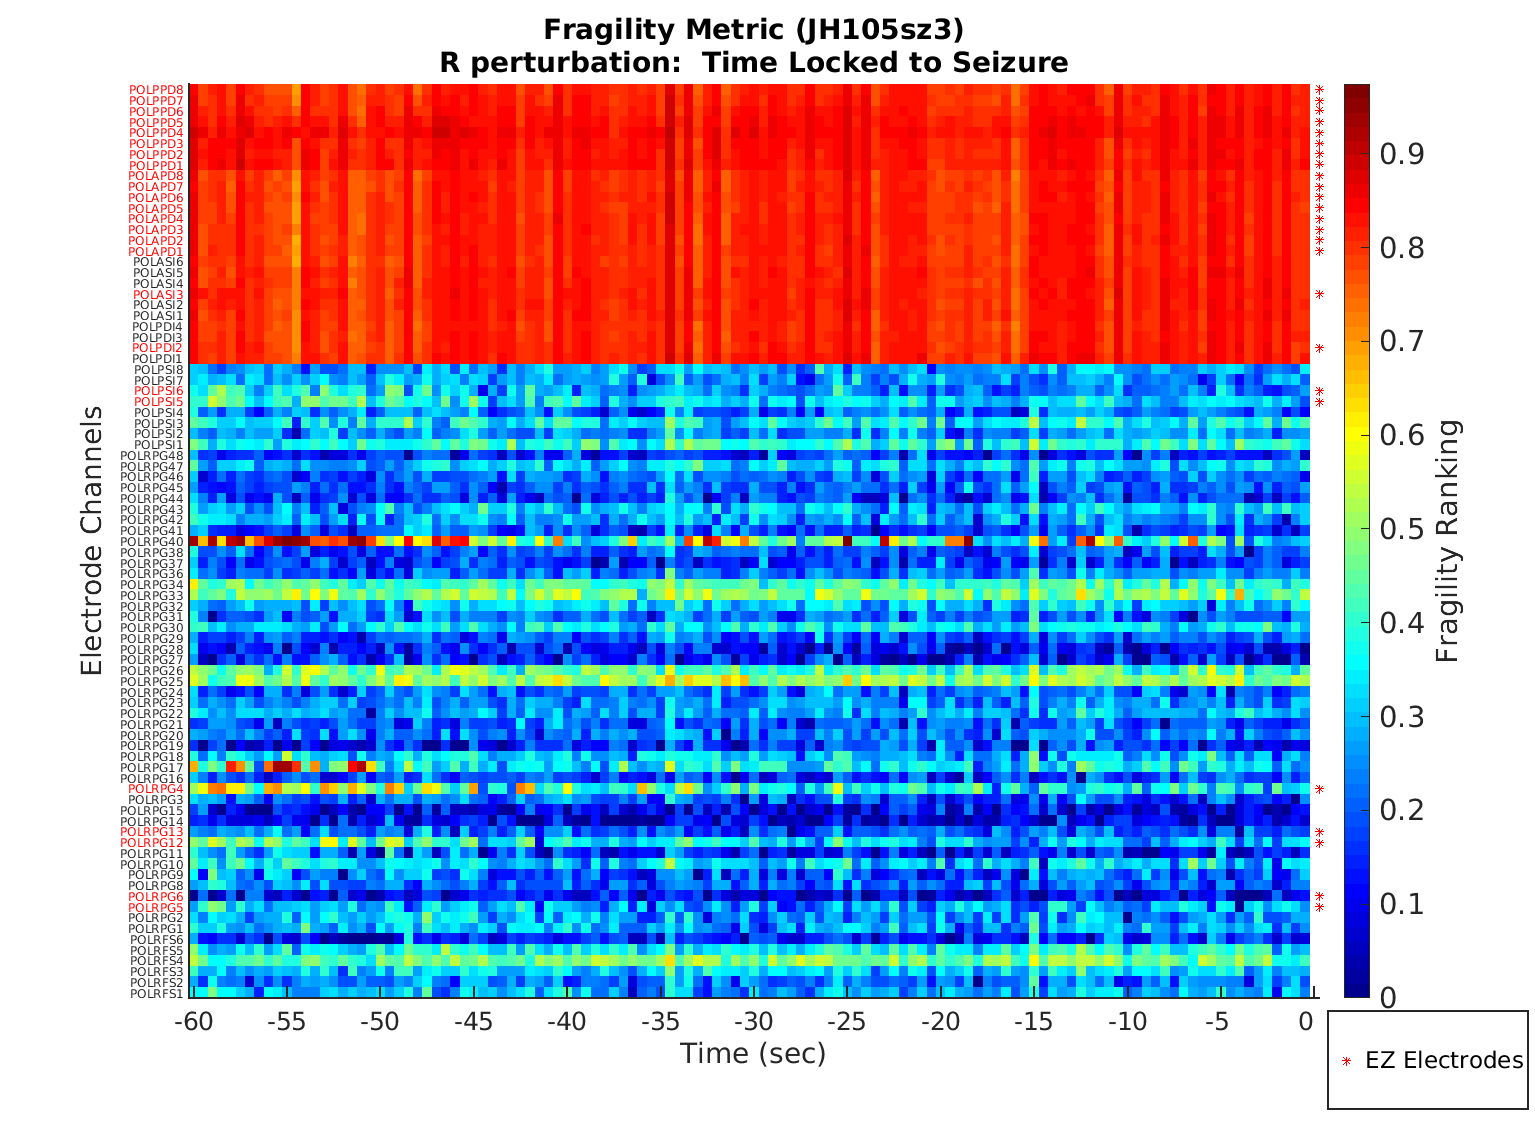 Fragility Metric (JH105sz3)
R perturbation:  Time Locked to Seizure
Electrode Channels
POLPPD8
POLPPD7
POLPPD6
POLPPD5
POLPPD4
POLPPD3
POLPPD2
POLPPD1
POLAPD8
POLAPD7
POLAPD6
POLAPD5
POLAPD4
POLAPD3
POLAPD2
POLAPD1
POLASI6
POLASI5
POLASI4
POLASI3
POLASI2
POLASI1
POLPDI4
POLPDI3
POLPDI2
POLPDI1
POLPSI8
POLPSI7
POLPSI6
POLPSI5
POLPSI4
POLPSI3
POLPSI2
POLPSI1
POLRPG48
POLRPG47
POLRPG46
POLRPG45
POLRPG44
POLRPG43
POLRPG42
POLRPG41
POLRPG40
POLRPG38
POLRPG37
POLRPG36
POLRPG34
POLRPG33
POLRPG32
POLRPG31
POLRPG30
POLRPG29
POLRPG28
POLRPG27
POLRPG26
POLRPG25
POLRPG24
POLRPG23
POLRPG22
POLRPG21
POLRPG20
POLRPG19
POLRPG18
POLRPG17
POLRPG16
POLRPG4
POLRPG3
POLRPG15
POLRPG14
POLRPG13
POLRPG12
POLRPG11
POLRPG10
POLRPG9
POLRPG8
POLRPG6
POLRPG5
POLRPG2
POLRPG1
POLRFS6
POLRFS5
POLRFS4
POLRFS3
POLRFS2
POLRFS1
-60 -55 -50 -45 -40 -35 -30 -25 -20 -15 -10 -5 0
Time (sec)
0.9
0.8
0.7
0.6
0.5
0.4
0.3
0.2
0.1
0
Fragility Ranking
EZ Electrodes